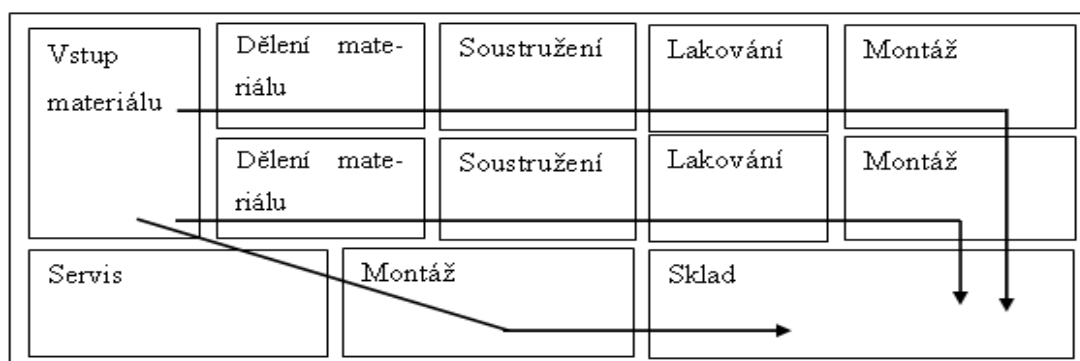 Vstup
materiálu
Dělení mate-
riálu
Soustružení
Lakování
Montáž
Dělení mate-
riálu
Soustružení
Lakování
Montáž
Servis
Montáž
Sklad